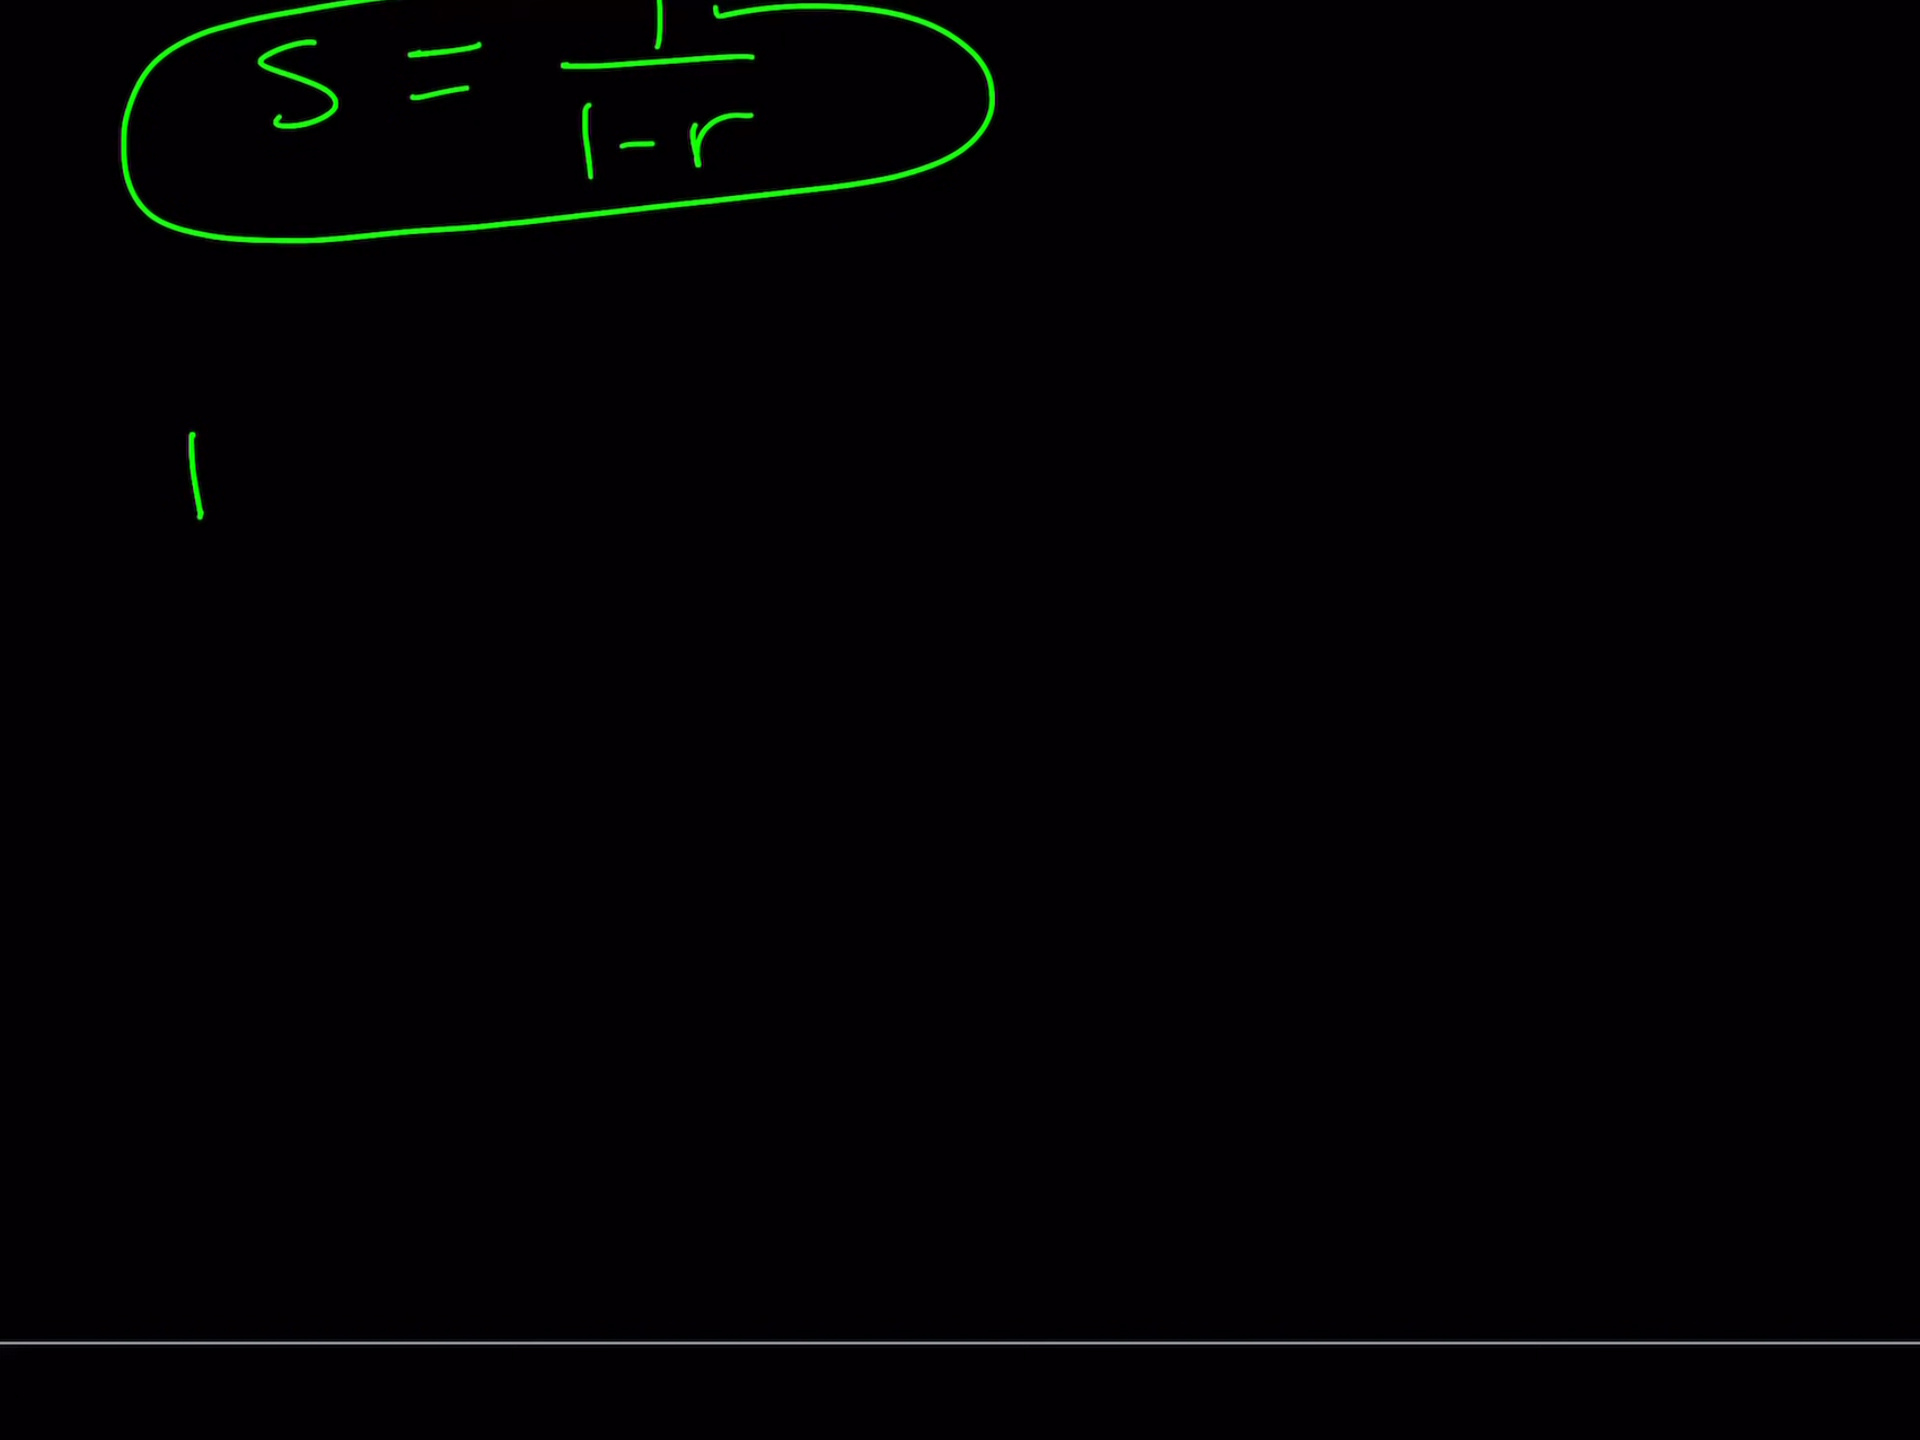 S = 1/(1-r)
1